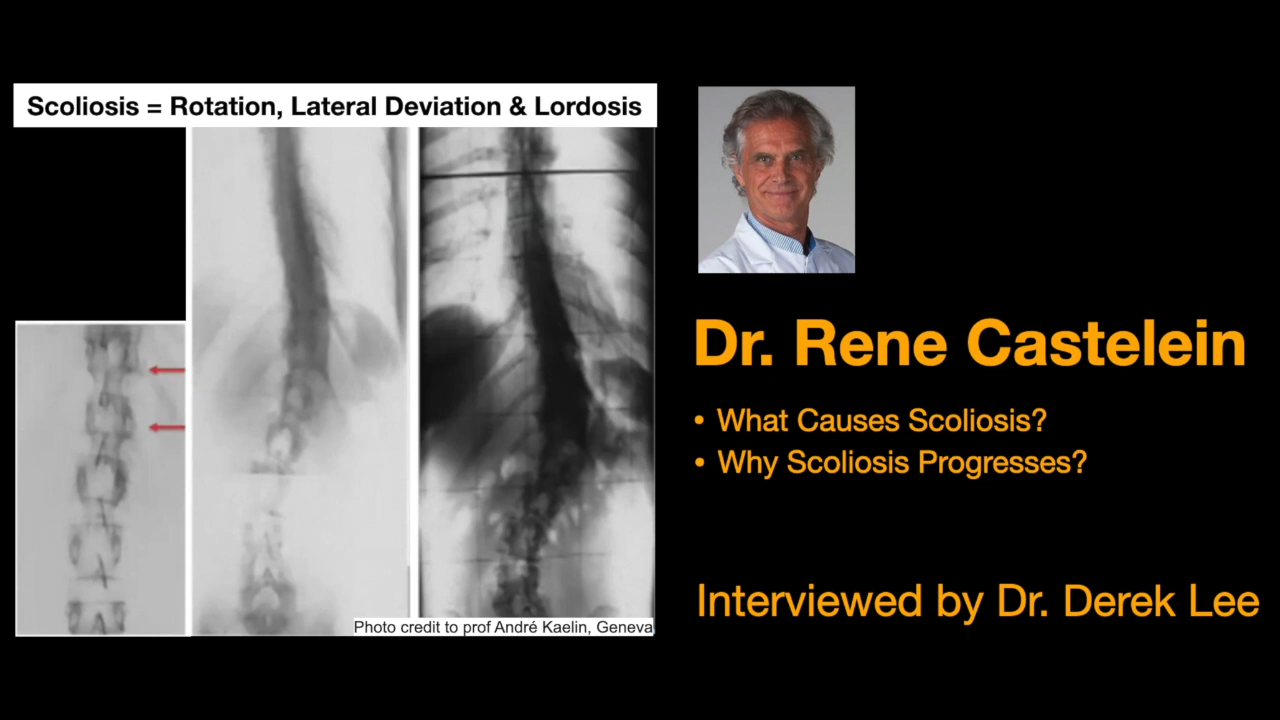 Scoliosis = Rotation, Lateral Deviation & Lordosis
Photo credit to prof André Kaelin, Geneva
Dr. Rene Castelein
• What Causes Scoliosis?
• Why Scoliosis Progresses?
Interviewed by Dr. Derek Lee